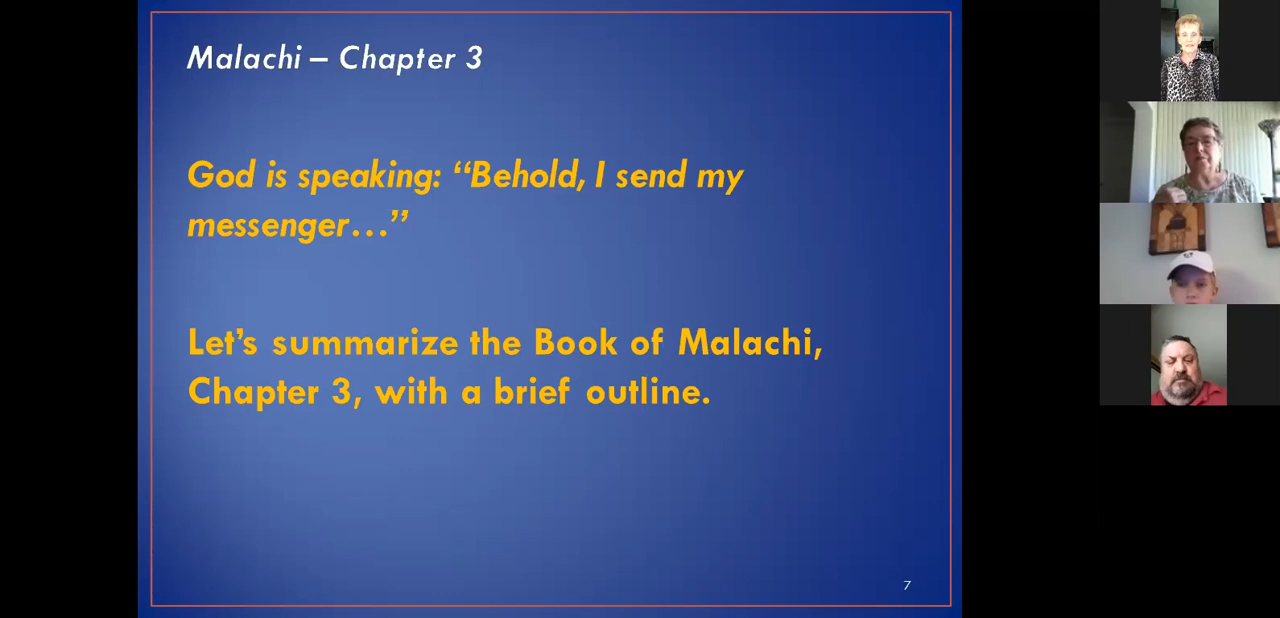 Malachi – Chapter 3
God is speaking: “Behold, I send my
messenger…”
Let’s summarize the Book of Malachi,
Chapter 3, with a brief outline.
7